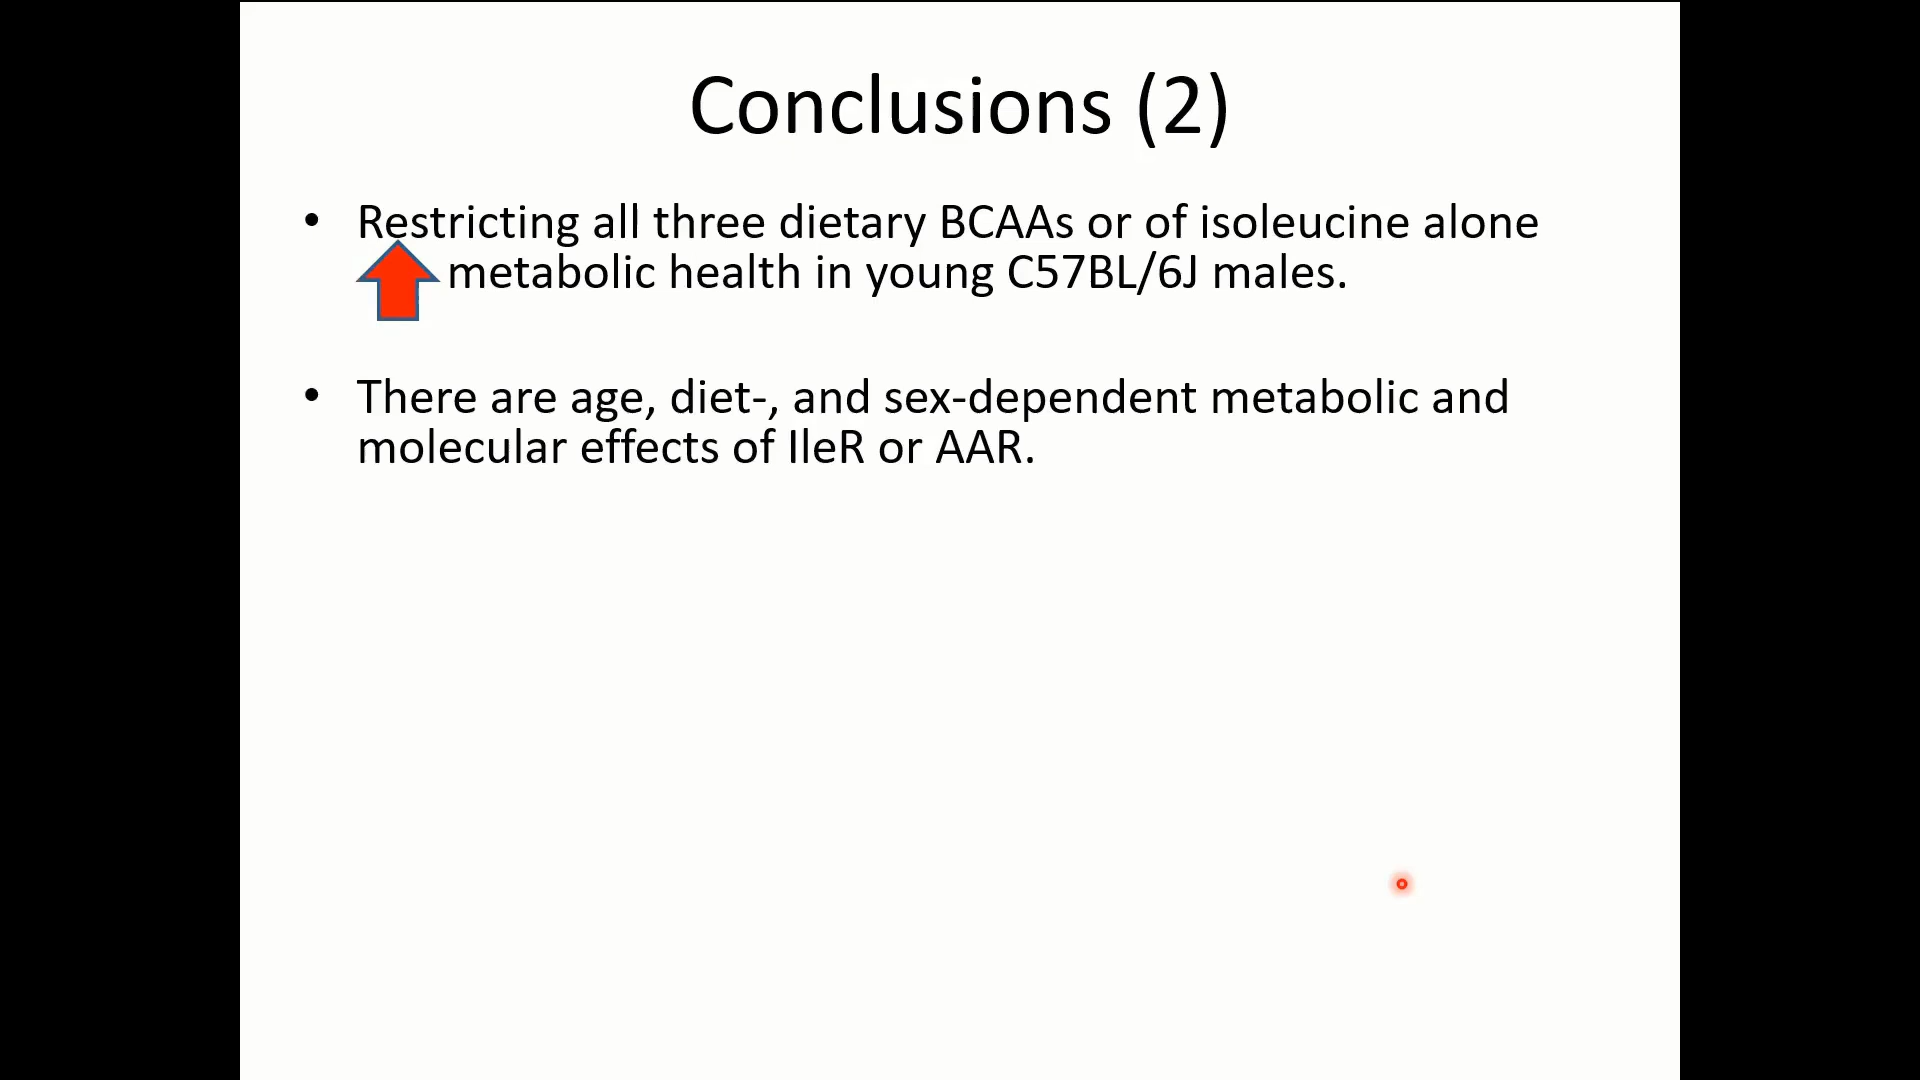 Conclusions (2)
• Restricting all three dietary BCAAs or of isoleucine alone
metabolic health in young C57BL/6J males.
• There are age, diet-, and sex-dependent metabolic and
molecular effects of IleR or AAR.